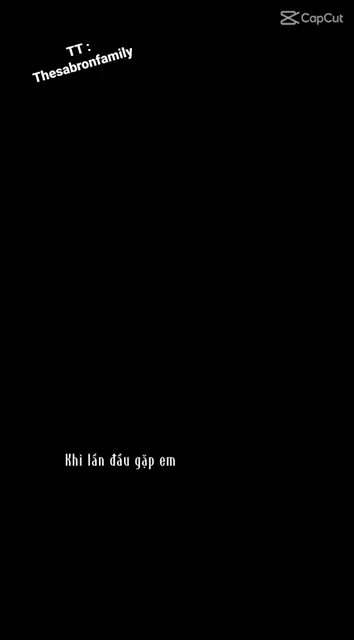 CapCut
TT :
Thesabronfamily
Khi lần đầu gặp em